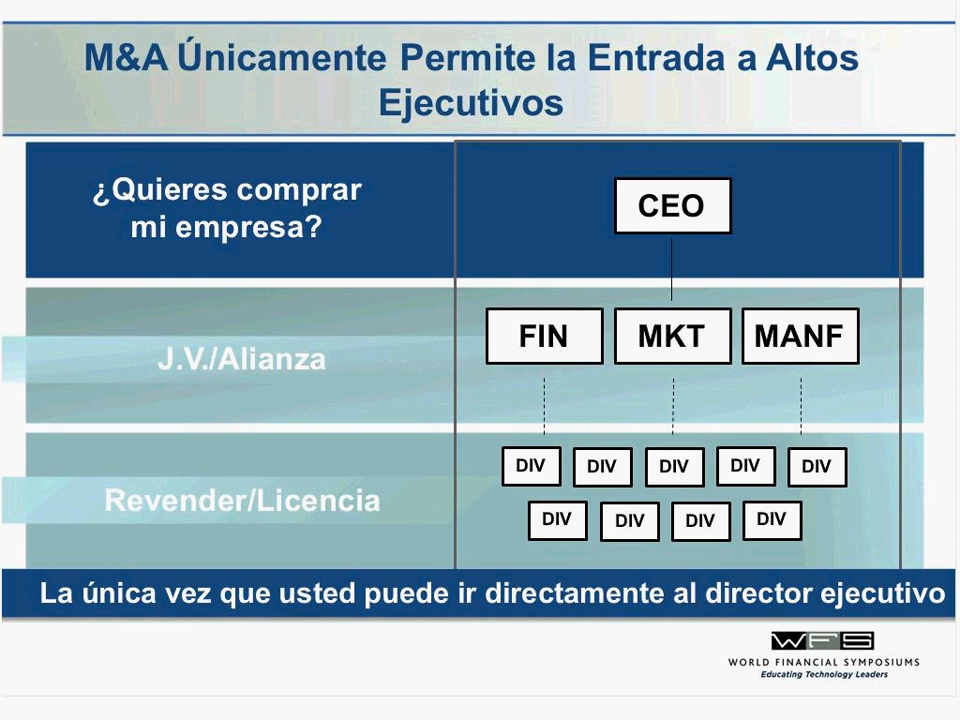 M&A Únicamente Permite la Entrada a Altos
Ejecutivos
¿Quieres comprar
mi empresa?
CEO
J.V./Alianza
FIN
MKT
MANF
Revender/Licencia
DIV
DIV
DIV
DIV
DIV
DIV
DIV
DIV
DIV
La única vez que usted puede ir directamente al director ejecutivo
WFS
WORLD FINANCIAL SYMPOSIUMS
Educating Technology Leaders